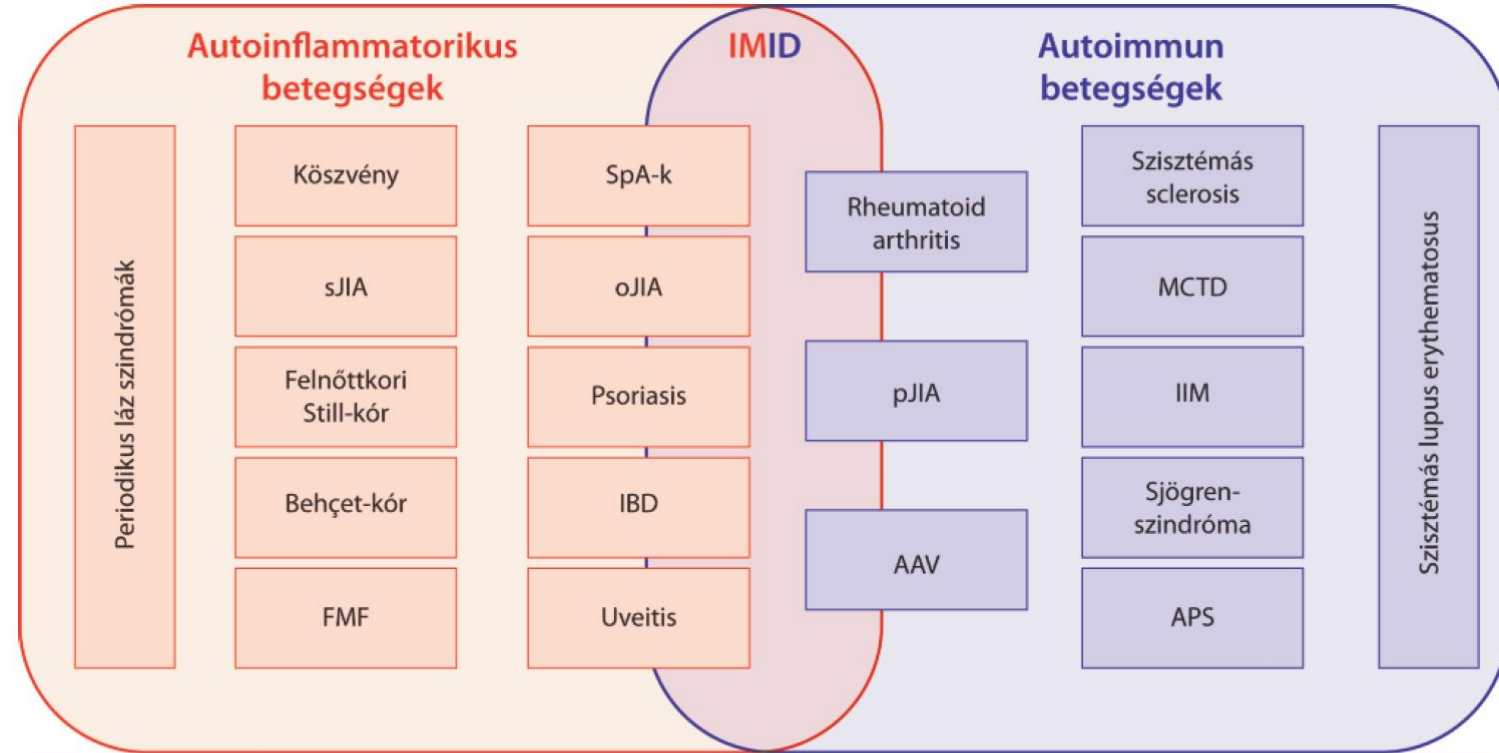 Autoinflammatorikus
betegségek
IMID
Autoimmun
betegségek
Periodikus láz szindrómák
Köszvény
sJIA
Felnőttkori
Still-kór
Behçet-kór
FMF
SpA-k
oJIA
Psoriasis
IBD
Uveitis
Rheumatoid
arthritis
pJIA
AAV
Szisztémás
sclerosis
MCTD
IIM
Sjögren-
szindróma
APS
Szisztémás lupus erythematosus